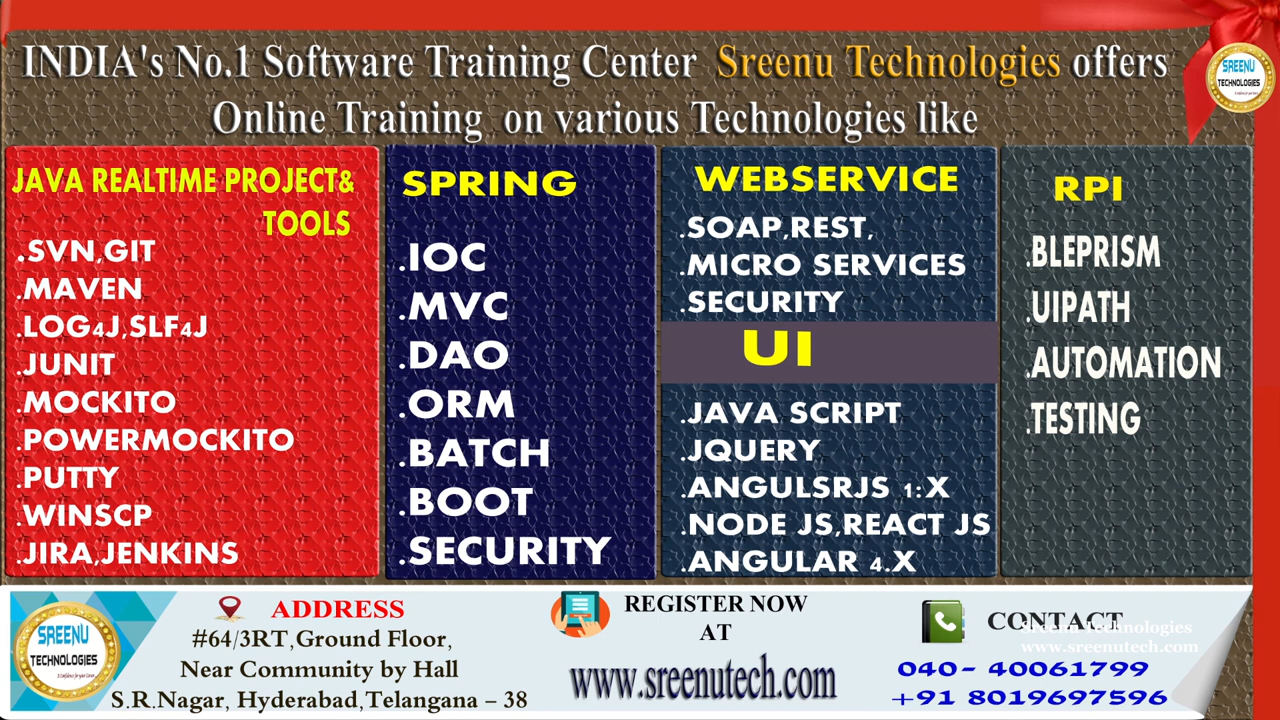 INDIA's No.1 Software Training Center Sreenu Technologies offers
Online Training on various Technologies like
SREENU
TECHNOLOGIES
JAVA REALTIME PROJECT&
TOOLS
.SVN,GIT
.MAVEN
.LOG4J,SLF4J
.JUNIT
.MOCKITO
.POWERMOCKITO
.PUTTY
.WINSCP
.JIRA,JENKINS
SPRING
.IOC
.MVC
.DAO
.ORM
.BATCH
.BOOT
.SECURITY
WEBSERVICE
.SOAP,REST,
.MICRO SERVICES
.SECURITY
UI
.JAVA SCRIPT
.JQUERY
.ANGULSRJS 1:X
.NODE JS,REACT JS
.ANGULAR 4.X
RPI
.BLEPRISM
.UIPATH
.AUTOMATION
.TESTING
SREENU
TECHNOLOGIES
ADDRESS
#64/3RT,Ground Floor,
Near Community by Hall
S.R.Nagar, Hyderabad,Telangana – 38
REGISTER NOW
AT
www.sreenutech.com
CONTACT
Sreenu Technologies
www.sreenutech.com
040- 40061799
+91 8019697596